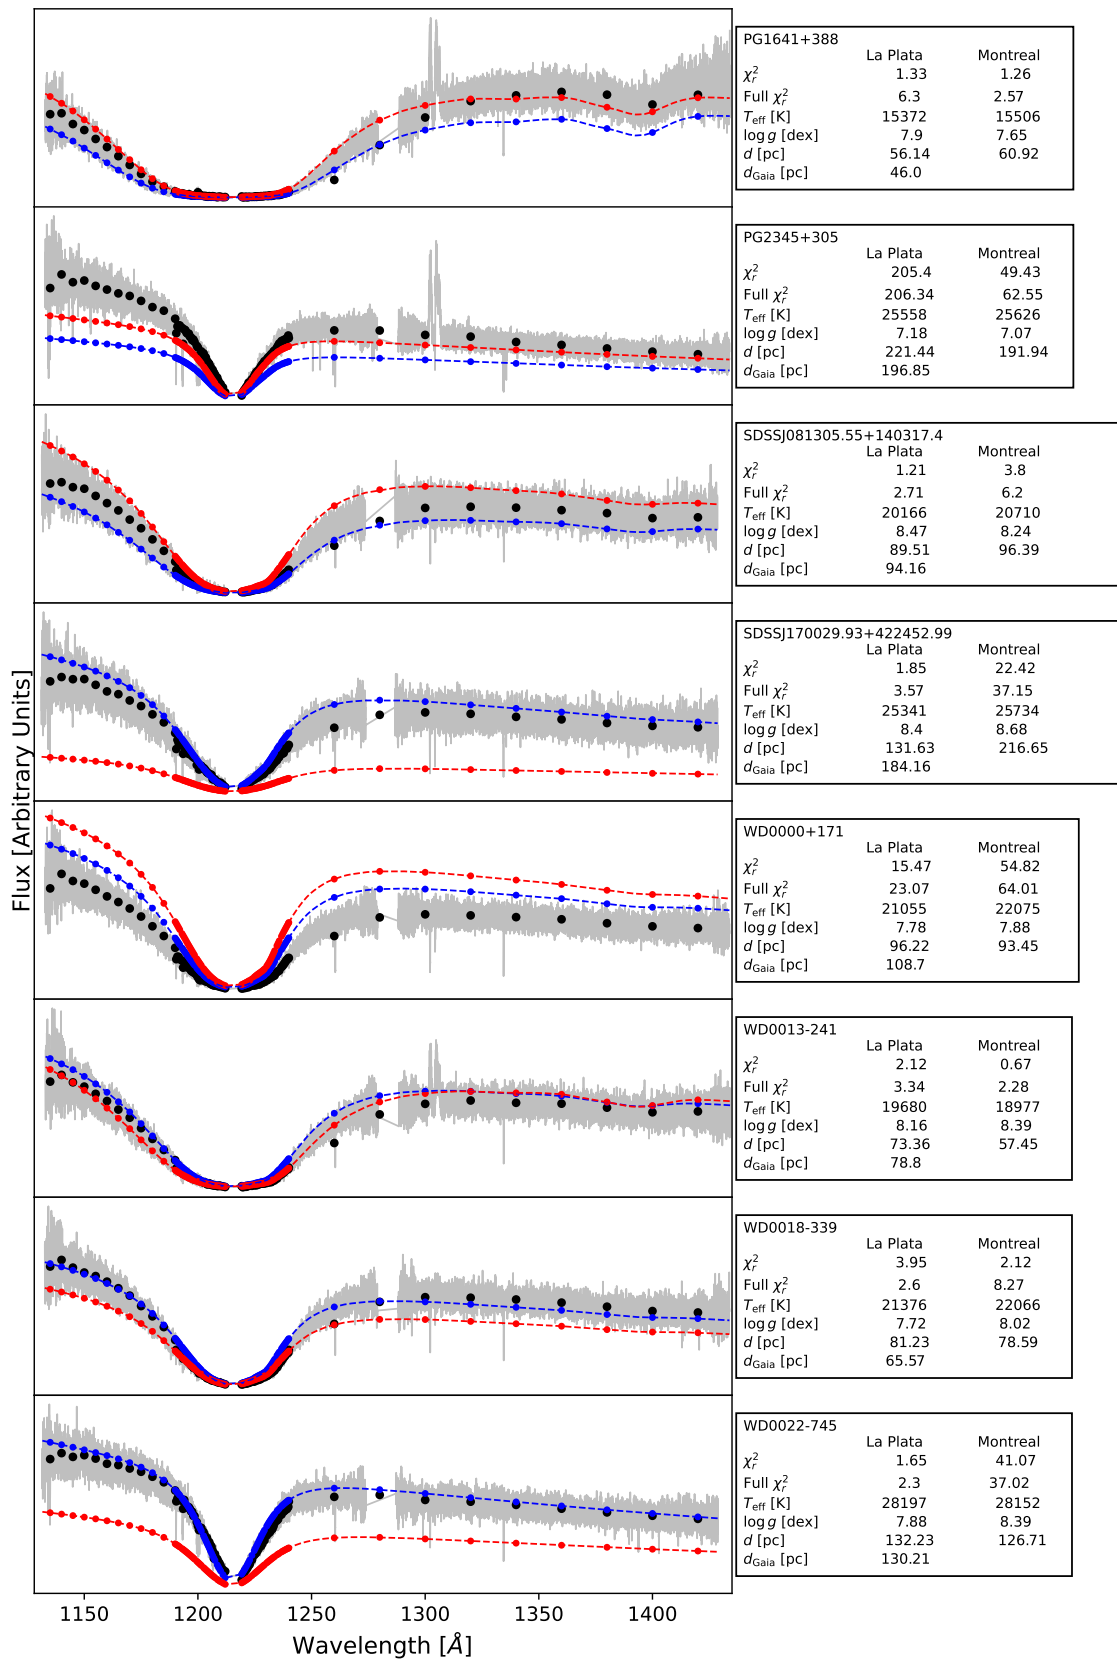 PG1641+388
La Plata Montreal
χ²ᵣ 1.33 1.26
Full χ²ᵣ 6.3 2.57
Teff [K] 15372 15506
log g [dex] 7.9 7.65
d [pc] 56.14 60.92
dGaia [pc] 46.0
PG2345+305
La Plata Montreal
χ²ᵣ 205.4 49.43
Full χ²ᵣ 206.34 62.55
Teff [K] 25558 25626
log g [dex] 7.18 7.07
d [pc] 221.44 191.94
dGaia [pc] 196.85
SDSSJ081305.55+140317.4
La Plata Montreal
χ²ᵣ 1.21 3.8
Full χ²ᵣ 2.71 6.2
Teff [K] 20166 20710
log g [dex] 8.47 8.24
d [pc] 89.51 96.39
dGaia [pc] 94.16
SDSSJ170029.93+422452.99
La Plata Montreal
χ²ᵣ 1.85 22.42
Full χ²ᵣ 3.57 37.15
Teff [K] 25341 25734
log g [dex] 8.4 8.68
d [pc] 131.63 216.65
dGaia [pc] 184.16
WD0000+171
La Plata Montreal
χ²ᵣ 15.47 54.82
Full χ²ᵣ 23.07 64.01
Teff [K] 21055 22075
log g [dex] 7.78 7.88
d [pc] 96.22 93.45
dGaia [pc] 108.7
WD0013-241
La Plata Montreal
χ²ᵣ 2.12 0.67
Full χ²ᵣ 3.34 2.28
Teff [K] 19680 18977
log g [dex] 8.16 8.39
d [pc] 73.36 57.45
dGaia [pc] 78.8
WD0018-339
La Plata Montreal
χ²ᵣ 3.95 2.12
Full χ²ᵣ 2.6 8.27
Teff [K] 21376 22066
log g [dex] 7.72 8.02
d [pc] 81.23 78.59
dGaia [pc] 65.57
WD0022-745
La Plata Montreal
χ²ᵣ 1.65 41.07
Full χ²ᵣ 2.3 37.02
Teff [K] 28197 28152
log g [dex] 7.88 8.39
d [pc] 132.23 126.71
dGaia [pc] 130.21
Flux [Arbitrary Units]
1150 1200 1250 1300 1350 1400
Wavelength [Å]